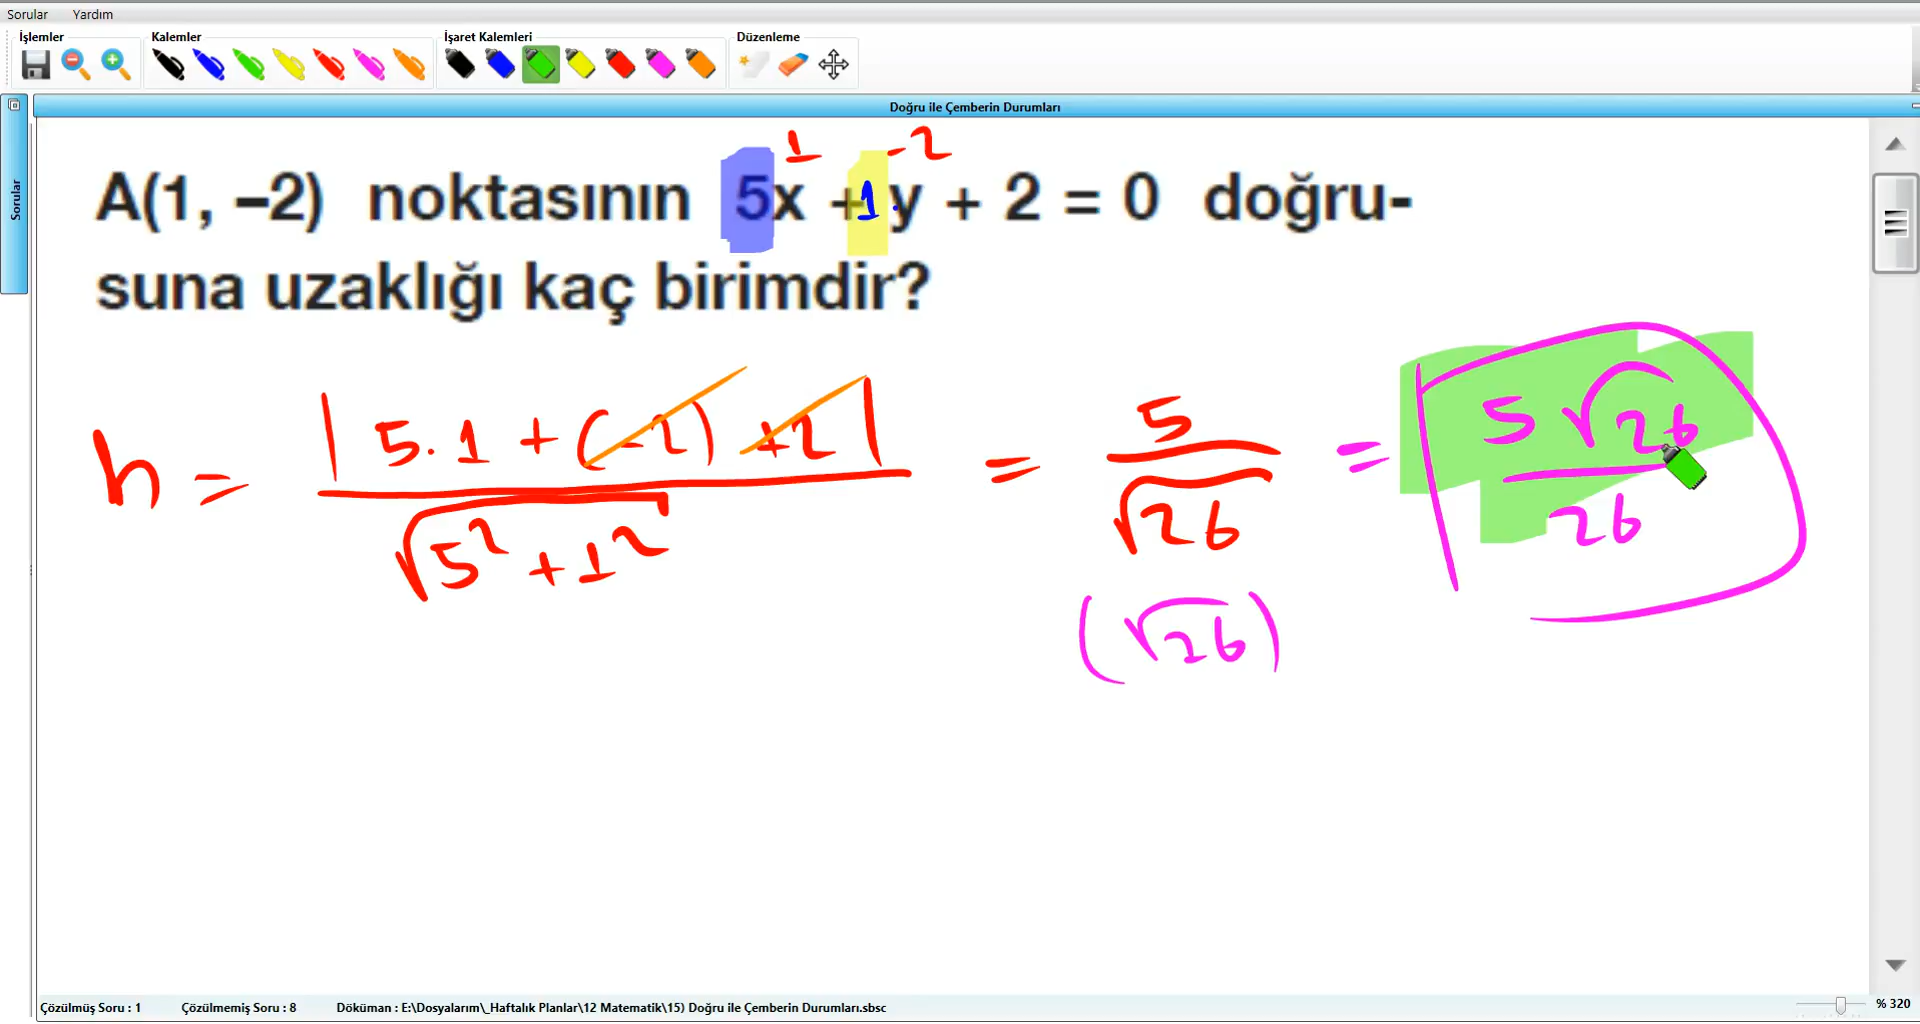 Sorular Yardım
İşlemler Kalemler İşaret Kalemleri Düzenleme
Doğru ile Çemberin Durumları
Sorular
1 -2
A(1, –2) noktasının 5x + 1.y + 2 = 0 doğru-
suna uzaklığı kaç birimdir?
h = | 5.1 + (-2) +2 | / √5² + 1² = 5 / √26 = 5√26 / 26
(√26)
Çözülmüş Soru : 1 Çözülmemiş Soru : 8 Döküman : E:\Dosyalarım\_Haftalık Planlar\12 Matematik\15) Doğru ile Çemberin Durumları.sbsc % 320